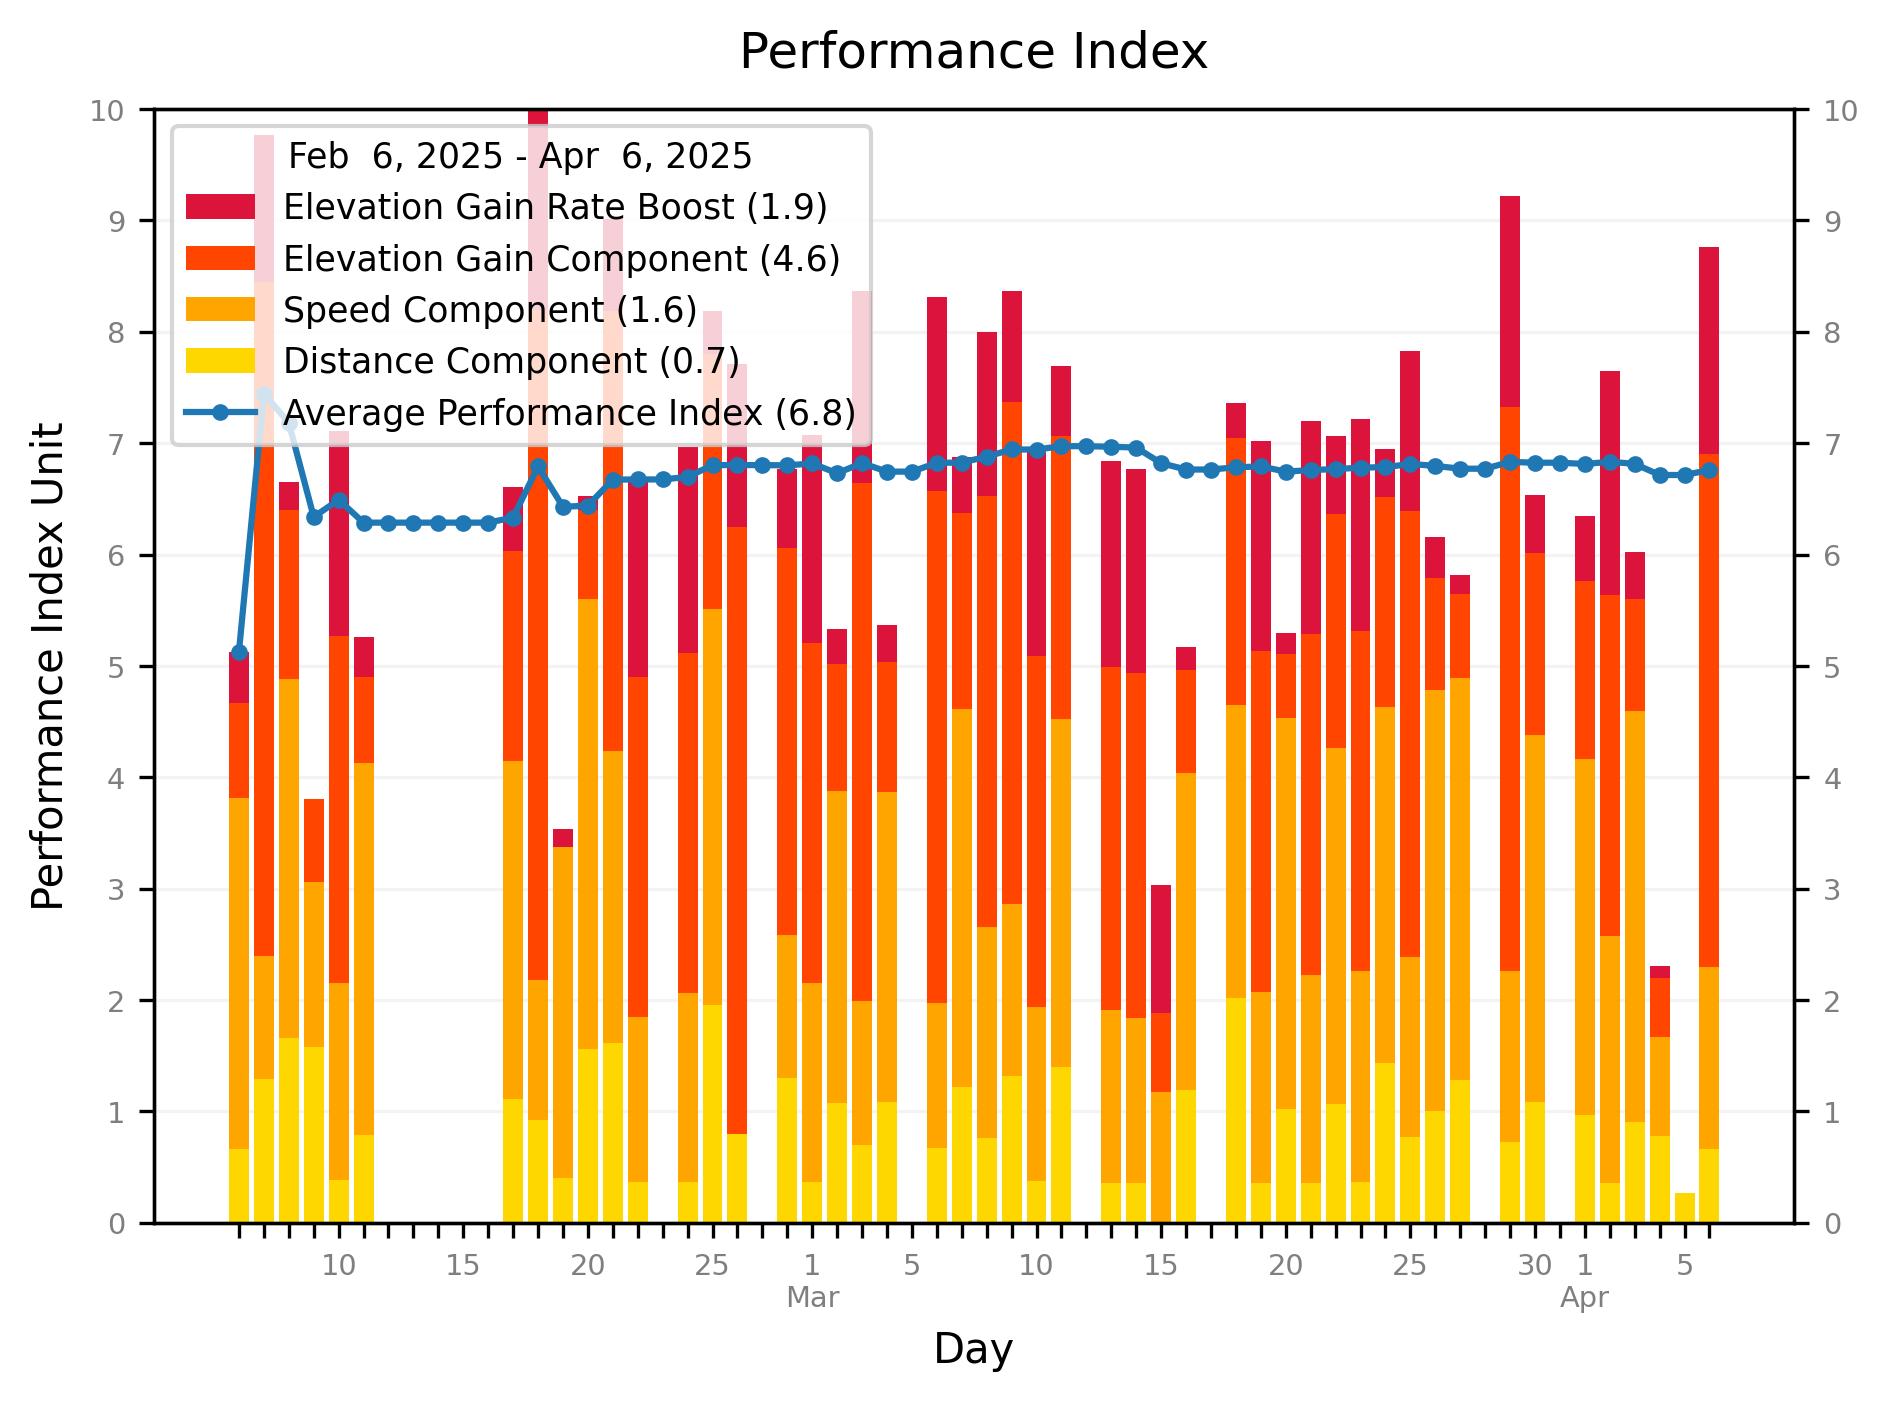 Performance Index
Feb  6, 2025 - Apr  6, 2025
Elevation Gain Rate Boost (1.9)
Elevation Gain Component (4.6)
Speed Component (1.6)
Distance Component (0.7)
Average Performance Index (6.8)
Performance Index Unit
10
9
8
7
6
5
4
3
2
1
0
10
9
8
7
6
5
4
3
2
1
0
10 15 20 25 1 5 10 15 20 25 30 1 5
Mar Apr
Day